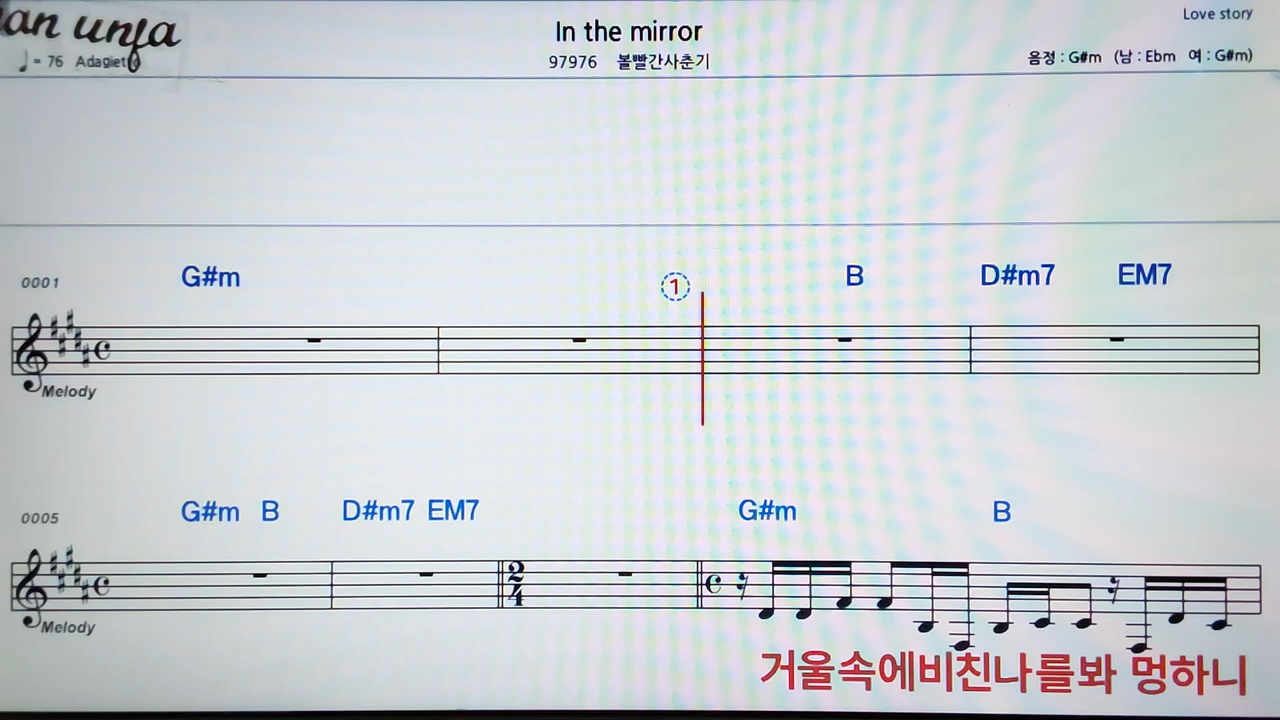 an unja
Love story
In the mirror
♩= 76 Adagietto
97976 볼빨간사춘기
음정 : G#m (남 : Ebm 여 : G#m)
0001 G#m 1 B D#m7 EM7
Melody
0005 G#m B D#m7 EM7 G#m B
2
4
Melody
거울속에비친나를봐 멍하니